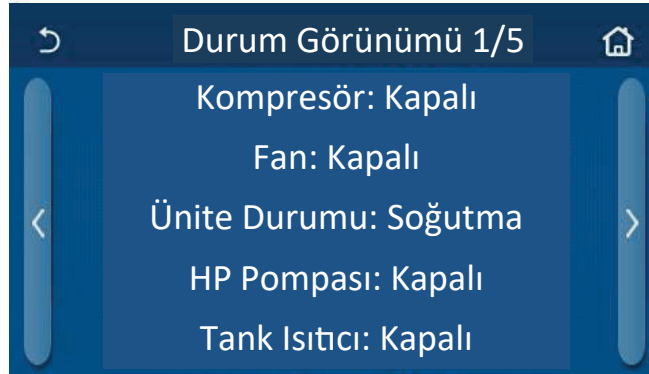 Durum Görünümü 1/5
Kompresör: Kapalı
Fan: Kapalı
Ünite Durumu: Soğutma
HP Pompası: Kapalı
Tank Isıtıcı: Kapalı